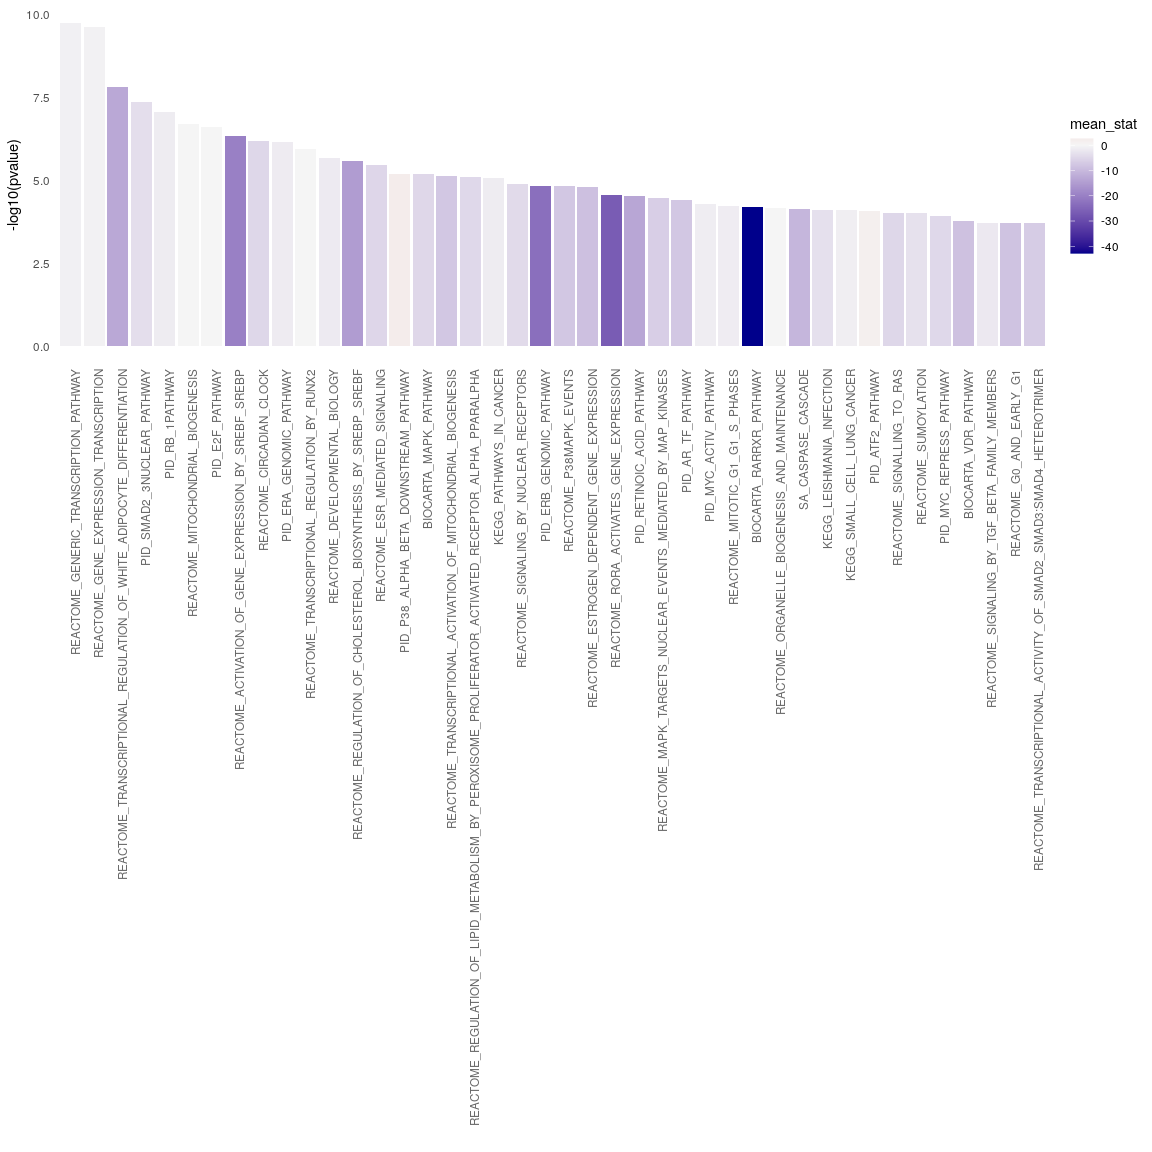 -log10(pvalue)
10.0
7.5
5.0
2.5
0.0
REACTOME_GENERIC_TRANSCRIPTION_PATHWAY
REACTOME_GENE_EXPRESSION_TRANSCRIPTION
REACTOME_TRANSCRIPTIONAL_REGULATION_OF_WHITE_ADIPOCYTE_DIFFERENTIATION
PID_SMAD2_3NUCLEAR_PATHWAY
PID_RB_1PATHWAY
REACTOME_MITOCHONDRIAL_BIOGENESIS
PID_E2F_PATHWAY
REACTOME_ACTIVATION_OF_GENE_EXPRESSION_BY_SREBF_SREBP
REACTOME_CIRCADIAN_CLOCK
PID_ERA_GENOMIC_PATHWAY
REACTOME_TRANSCRIPTIONAL_REGULATION_BY_RUNX2
REACTOME_DEVELOPMENTAL_BIOLOGY
REACTOME_REGULATION_OF_CHOLESTEROL_BIOSYNTHESIS_BY_SREBP_SREBF
REACTOME_ESR_MEDIATED_SIGNALING
PID_P38_ALPHA_BETA_DOWNSTREAM_PATHWAY
BIOCARTA_MAPK_PATHWAY
REACTOME_TRANSCRIPTIONAL_ACTIVATION_OF_MITOCHONDRIAL_BIOGENESIS
REACTOME_REGULATION_OF_LIPID_METABOLISM_BY_PEROXISOME_PROLIFERATOR_ACTIVATED_RECEPTOR_ALPHA_PPARALPHA
KEGG_PATHWAYS_IN_CANCER
REACTOME_SIGNALING_BY_NUCLEAR_RECEPTORS
PID_ERB_GENOMIC_PATHWAY
REACTOME_P38MAPK_EVENTS
REACTOME_ESTROGEN_DEPENDENT_GENE_EXPRESSION
REACTOME_RORA_ACTIVATES_GENE_EXPRESSION
PID_RETINOIC_ACID_PATHWAY
REACTOME_MAPK_TARGETS_NUCLEAR_EVENTS_MEDIATED_BY_MAP_KINASES
PID_AR_TF_PATHWAY
PID_MYC_ACTIV_PATHWAY
REACTOME_MITOTIC_G1_G1_S_PHASES
BIOCARTA_RARRXR_PATHWAY
REACTOME_ORGANELLE_BIOGENESIS_AND_MAINTENANCE
SA_CASPASE_CASCADE
KEGG_LEISHMANIA_INFECTION
KEGG_SMALL_CELL_LUNG_CANCER
PID_ATF2_PATHWAY
REACTOME_SIGNALLING_TO_RAS
REACTOME_SUMOYLATION
PID_MYC_REPRESS_PATHWAY
BIOCARTA_VDR_PATHWAY
REACTOME_SIGNALING_BY_TGF_BETA_FAMILY_MEMBERS
REACTOME_G0_AND_EARLY_G1
REACTOME_TRANSCRIPTIONAL_ACTIVITY_OF_SMAD2_SMAD3:SMAD4_HETEROTRIMER
mean_stat
0
-10
-20
-30
-40